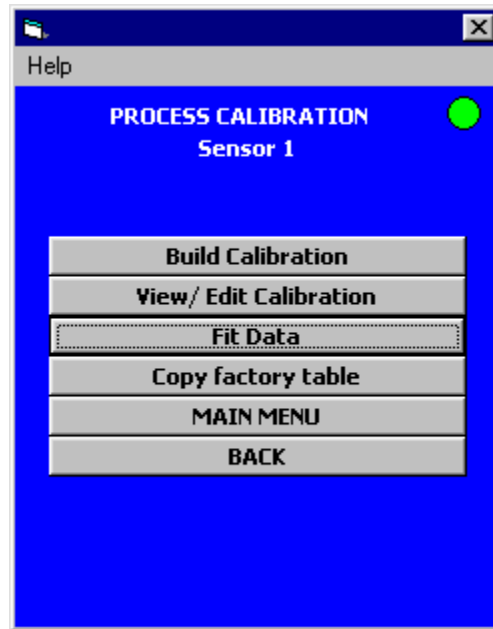 Help
PROCESS CALIBRATION
Sensor 1
Build Calibration
View/ Edit Calibration
Fit Data
Copy factory table
MAIN MENU
BACK